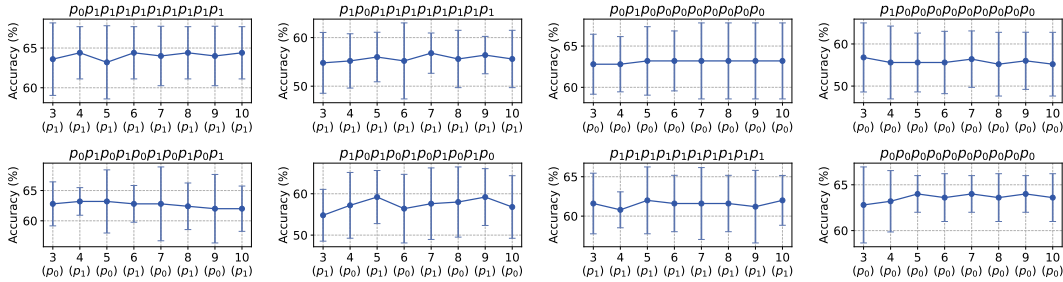 p₀p₁p₁p₁p₁p₁p₁p₁p₁p₁
Accuracy (%)
65
60
3 4 5 6 7 8 9 10
(p₁) (p₁) (p₁) (p₁) (p₁) (p₁) (p₁) (p₁)
p₁p₀p₁p₁p₁p₁p₁p₁p₁p₁
Accuracy (%)
60
50
3 4 5 6 7 8 9 10
(p₁) (p₁) (p₁) (p₁) (p₁) (p₁) (p₁) (p₁)
p₀p₁p₀p₀p₀p₀p₀p₀p₀p₀
Accuracy (%)
65
60
3 4 5 6 7 8 9 10
(p₀) (p₀) (p₀) (p₀) (p₀) (p₀) (p₀) (p₀)
p₁p₀p₀p₀p₀p₀p₀p₀p₀p₀
Accuracy (%)
60
50
3 4 5 6 7 8 9 10
(p₀) (p₀) (p₀) (p₀) (p₀) (p₀) (p₀) (p₀)
p₀p₁p₀p₁p₀p₁p₀p₁p₀p₁
Accuracy (%)
65
60
3 4 5 6 7 8 9 10
(p₀) (p₁) (p₀) (p₁) (p₀) (p₁) (p₀) (p₁)
p₁p₀p₁p₀p₁p₀p₁p₀p₁p₀
Accuracy (%)
60
50
3 4 5 6 7 8 9 10
(p₁) (p₀) (p₁) (p₀) (p₁) (p₀) (p₁) (p₀)
p₁p₁p₁p₁p₁p₁p₁p₁p₁p₁
Accuracy (%)
65
60
3 4 5 6 7 8 9 10
(p₁) (p₁) (p₁) (p₁) (p₁) (p₁) (p₁) (p₁)
p₀p₀p₀p₀p₀p₀p₀p₀p₀p₀
Accuracy (%)
65
60
3 4 5 6 7 8 9 10
(p₀) (p₀) (p₀) (p₀) (p₀) (p₀) (p₀) (p₀)